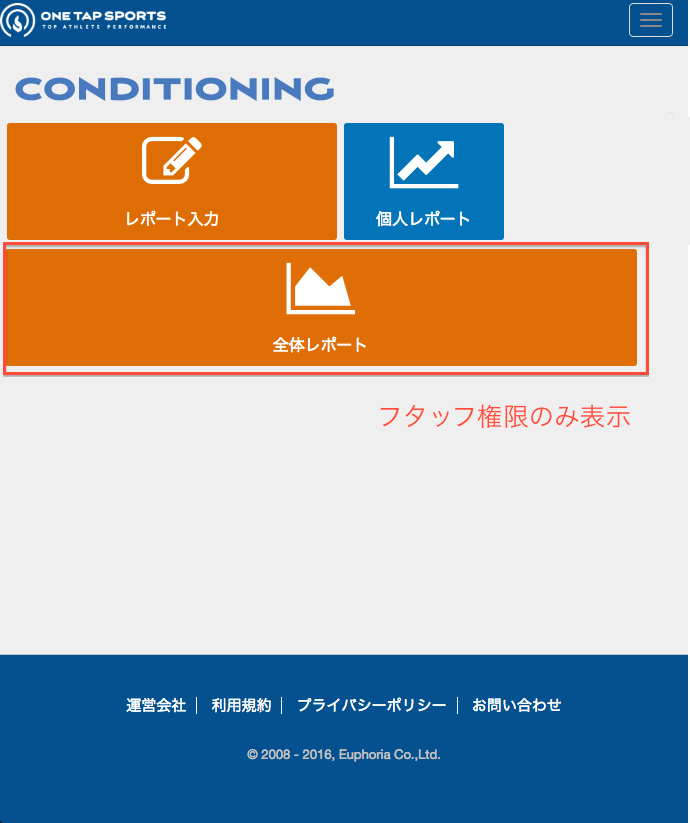 ONE TAP SPORTS
TOP ATHLETE PERFORMANCE
CONDITIONING
レポート入力
個人レポート
全体レポート
フタッフ権限のみ表示
運営会社 | 利用規約 | プライバシーポリシー | お問い合わせ
© 2008 - 2016, Euphoria Co.,Ltd.